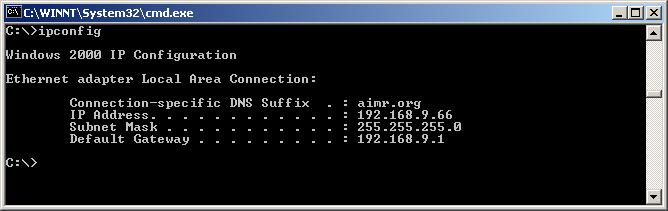 C:\WINNT\System32\cmd.exe
C:\>ipconfig
Windows 2000 IP Configuration
Ethernet adapter Local Area Connection:
Connection-specific DNS Suffix  . : aimr.org
IP Address. . . . . . . . . . . . : 192.168.9.66
Subnet Mask . . . . . . . . . . . : 255.255.255.0
Default Gateway . . . . . . . . . : 192.168.9.1
C:\>